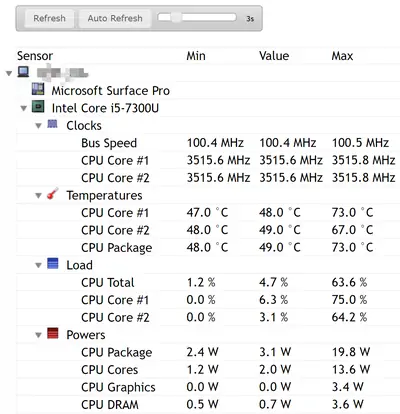 Refresh Auto Refresh 3s
Sensor Min Value Max
Microsoft Surface Pro
Intel Core i5-7300U
Clocks
Bus Speed 100.4 MHz 100.4 MHz 100.5 MHz
CPU Core #1 3515.6 MHz 3515.6 MHz 3515.8 MHz
CPU Core #2 3515.6 MHz 3515.6 MHz 3515.8 MHz
Temperatures
CPU Core #1 47.0 °C 48.0 °C 73.0 °C
CPU Core #2 48.0 °C 49.0 °C 67.0 °C
CPU Package 48.0 °C 49.0 °C 73.0 °C
Load
CPU Total 1.2 % 4.7 % 63.6 %
CPU Core #1 0.0 % 6.3 % 75.0 %
CPU Core #2 0.0 % 3.1 % 64.2 %
Powers
CPU Package 2.4 W 3.1 W 19.8 W
CPU Cores 1.2 W 2.0 W 13.6 W
CPU Graphics 0.0 W 0.0 W 3.4 W
CPU DRAM 0.5 W 0.7 W 3.6 W